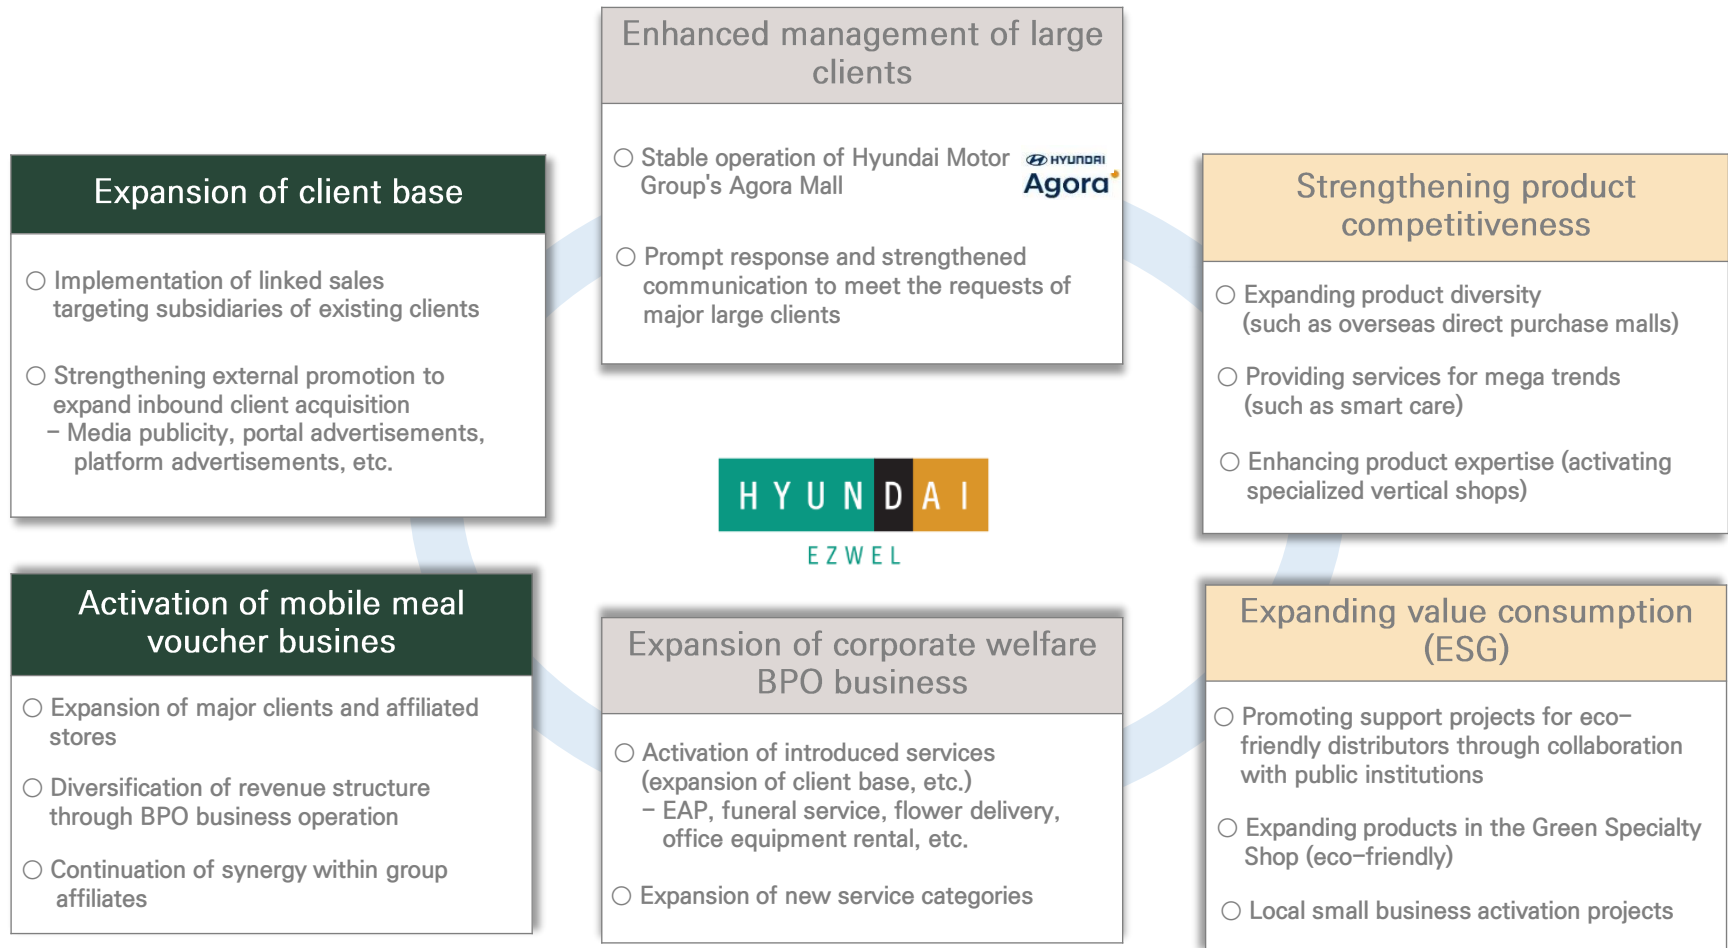 Enhanced management of large
clients
○ Stable operation of Hyundai Motor
Group's Agora Mall
HYUNDAI
Agora
○ Prompt response and strengthened
communication to meet the requests of
major large clients
Expansion of client base
○ Implementation of linked sales
targeting subsidiaries of existing clients
○ Strengthening external promotion to
expand inbound client acquisition
– Media publicity, portal advertisements,
platform advertisements, etc.
Strengthening product
competitiveness
○ Expanding product diversity
(such as overseas direct purchase malls)
○ Providing services for mega trends
(such as smart care)
○ Enhancing product expertise (activating
specialized vertical shops)
HYUNDAI
EZWEL
Activation of mobile meal
voucher busines
○ Expansion of major clients and affiliated
stores
○ Diversification of revenue structure
through BPO business operation
○ Continuation of synergy within group
affiliates
Expansion of corporate welfare
BPO business
○ Activation of introduced services
(expansion of client base, etc.)
– EAP, funeral service, flower delivery,
office equipment rental, etc.
○ Expansion of new service categories
Expanding value consumption
(ESG)
○ Promoting support projects for eco-
friendly distributors through collaboration
with public institutions
○ Expanding products in the Green Specialty
Shop (eco-friendly)
○ Local small business activation projects